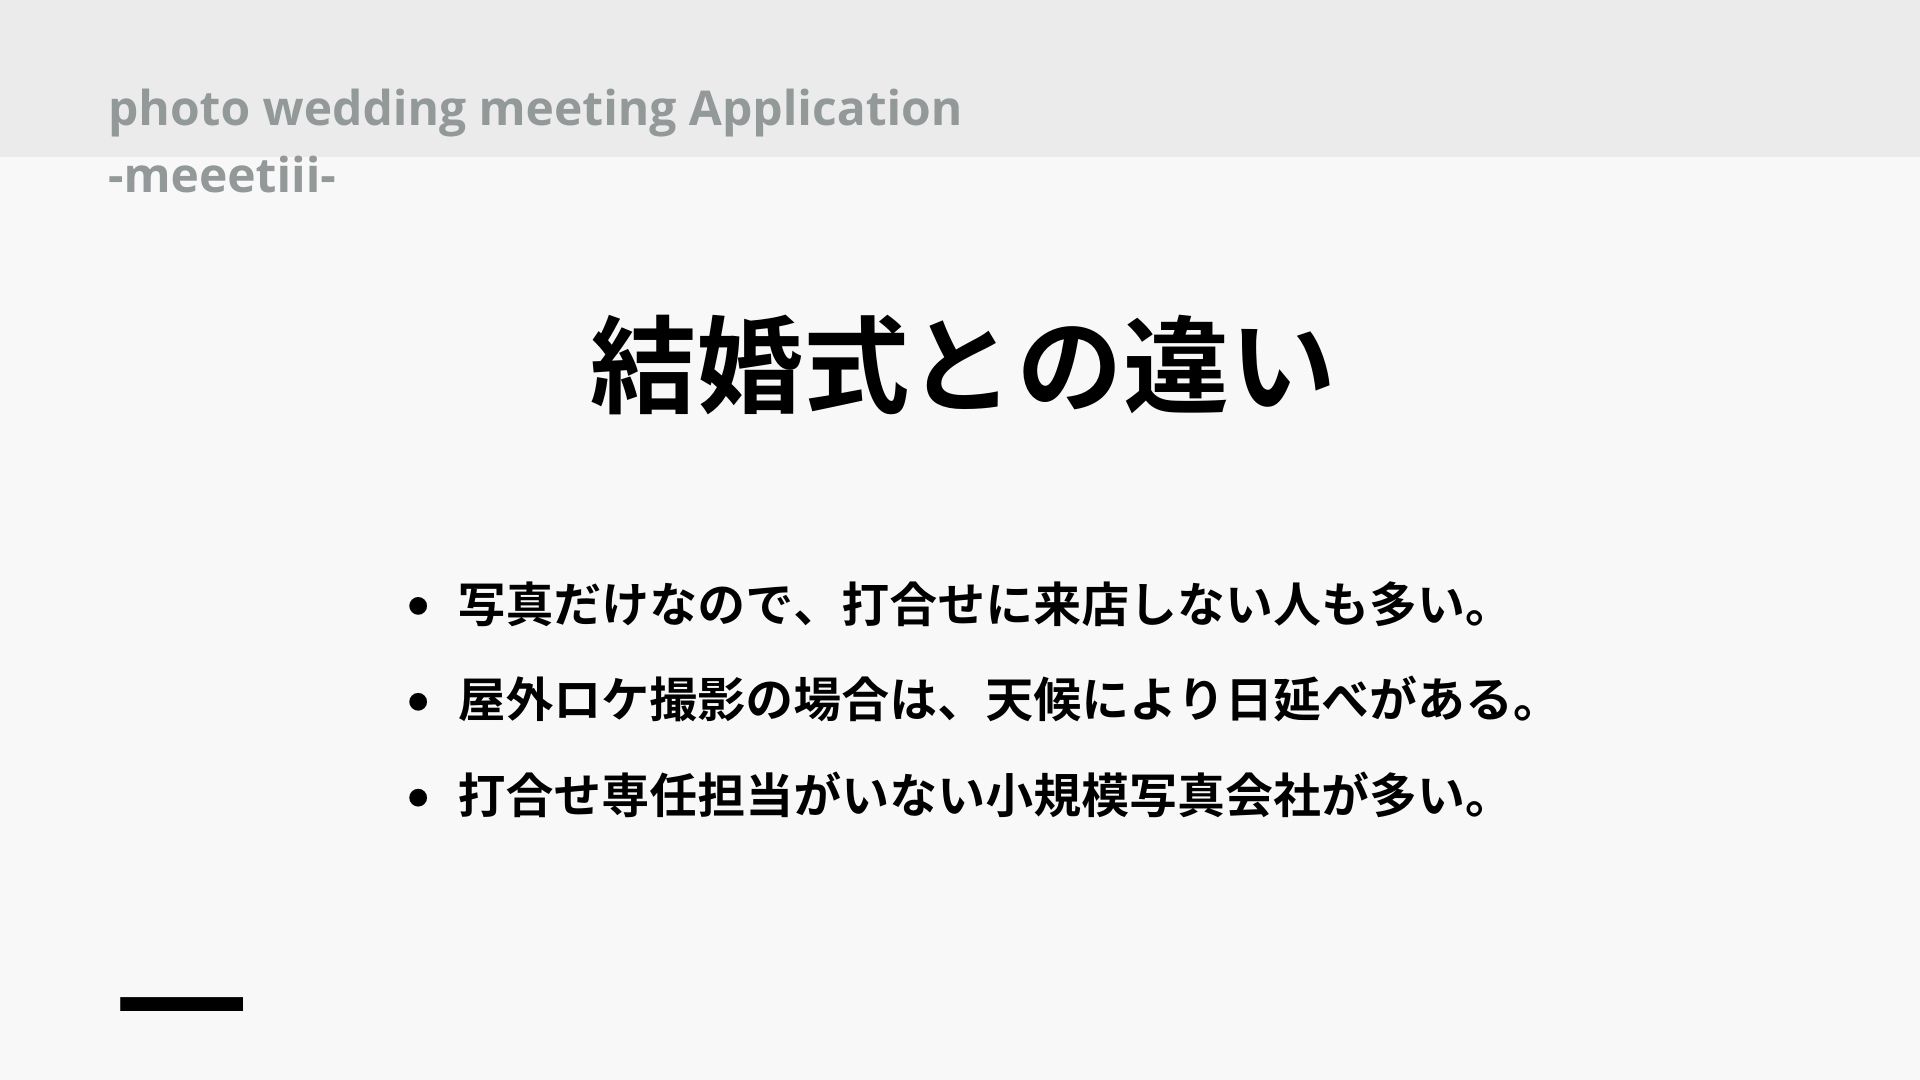 photo wedding meeting Application
-meeetiii-
結婚式との違い
• 写真だけなので、打合せに来店しない人も多い。
• 屋外ロケ撮影の場合は、天候により日延べがある。
• 打合せ専任担当がいない小規模写真会社が多い。